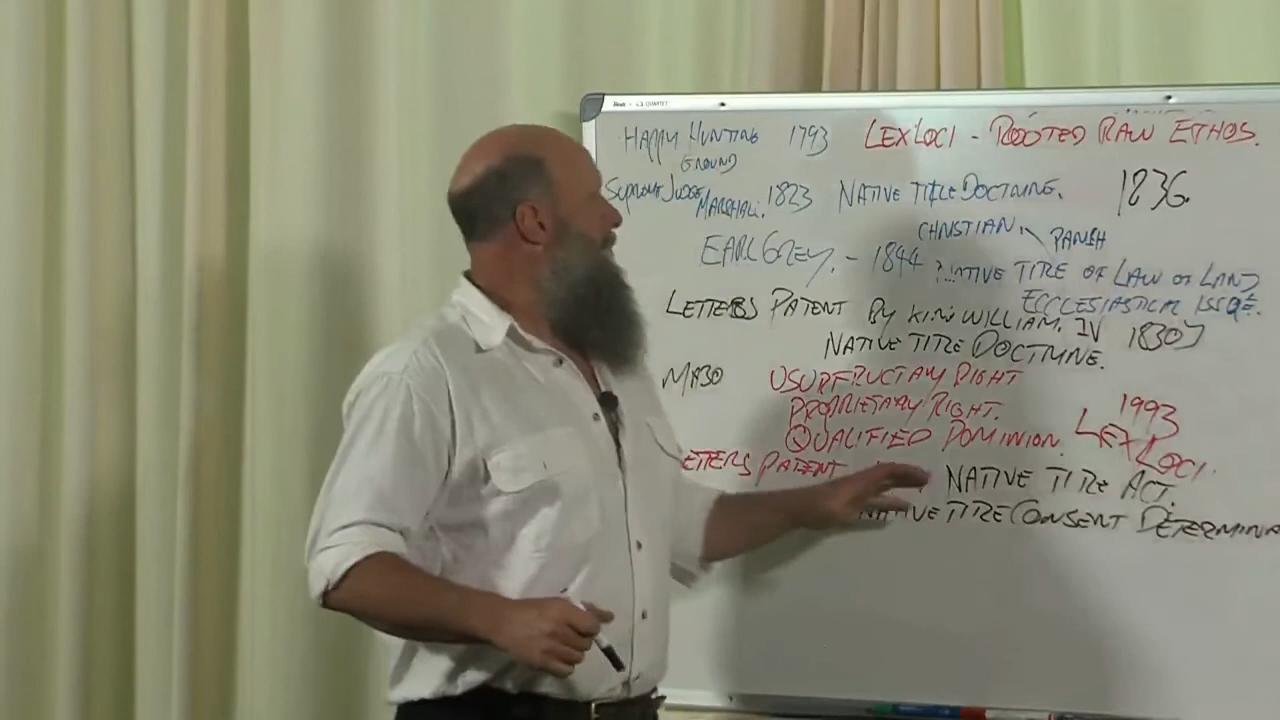 QUARTET
HAPPY HUNTING 1793 LEX LOCI - ROOTED RAW ETHOS.
GROUND
SUPREME JUDGE MARSHALL. 1823 NATIVE TITLE DOCTRINE. 1836
CHRISTIAN PARISH
EARL GREY. - 1844 NATIVE TITLE OF LAW OF LAND
ECCLESIASTICAL ISSUE.
LETTERS PATENT BY KING WILLIAM. IV 1830
NATIVE TITLE DOCTRINE.
MABO USUFRUCTARY RIGHT
PROPRIETARY RIGHT. 1993
QUALIFIED DOMINION. LEX LOCI.
ETTERS PATENT NATIVE TITLE ACT.
NATIVE TITLE CONSENT DETERMINA